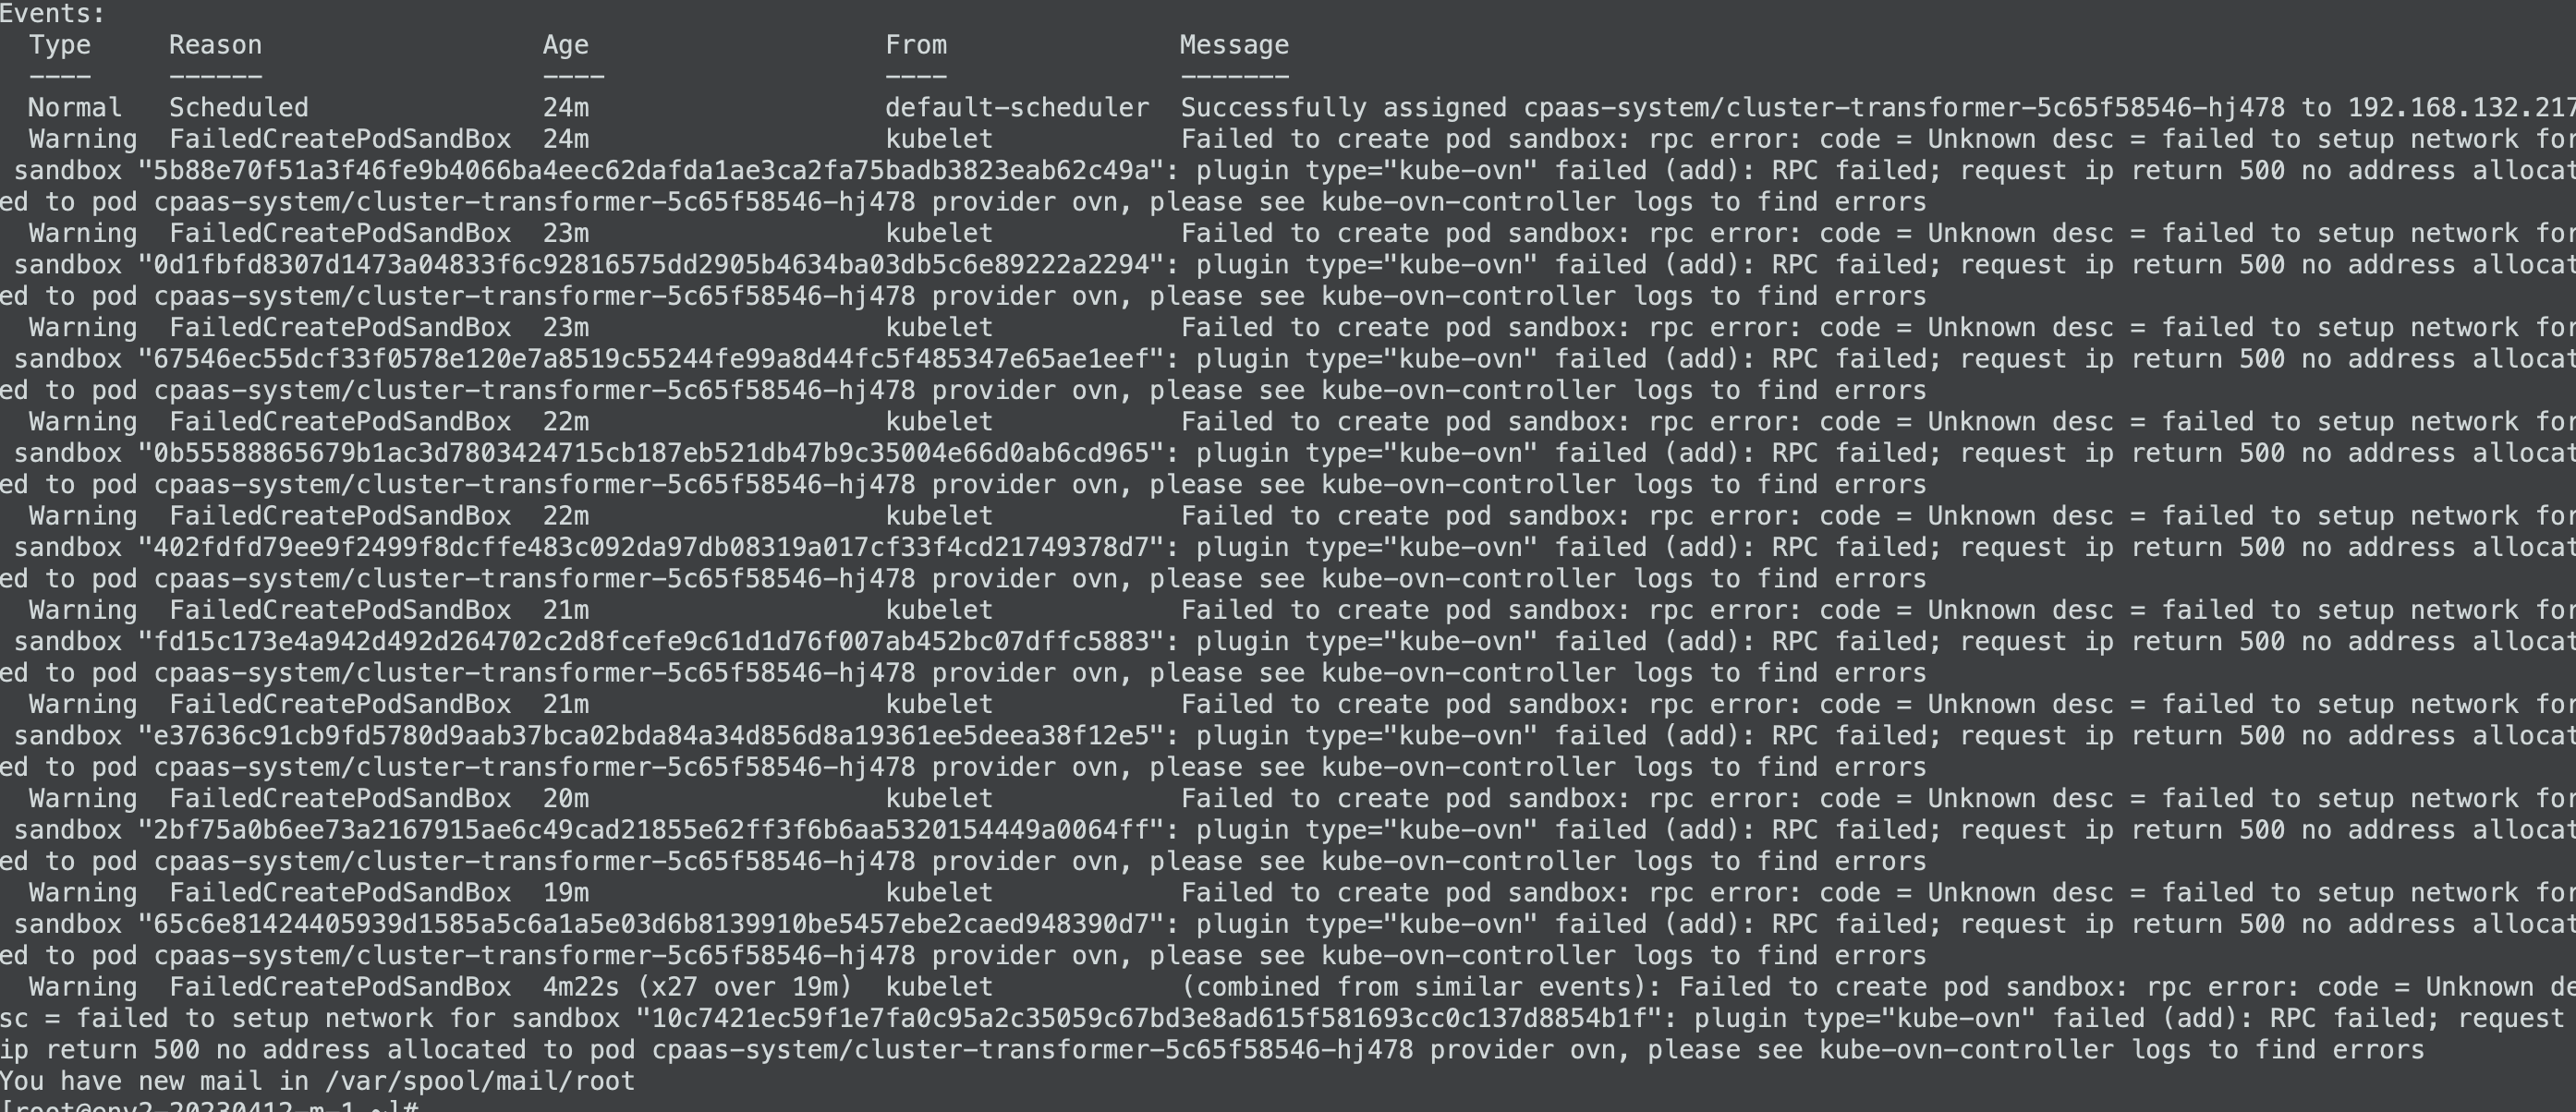 Events:
  Type     Reason                  Age                   From               Message
  ----     ------                  ----                  ----               -------
  Normal   Scheduled               24m                   default-scheduler  Successfully assigned cpaas-system/cluster-transformer-5c65f58546-hj478 to 192.168.132.217
  Warning  FailedCreatePodSandBox  24m                   kubelet            Failed to create pod sandbox: rpc error: code = Unknown desc = failed to setup network for
 sandbox "5b88e70f51a3f46fe9b4066ba4eec62dafda1ae3ca2fa75badb3823eab62c49a": plugin type="kube-ovn" failed (add): RPC failed; request ip return 500 no address allocat
ed to pod cpaas-system/cluster-transformer-5c65f58546-hj478 provider ovn, please see kube-ovn-controller logs to find errors
  Warning  FailedCreatePodSandBox  23m                   kubelet            Failed to create pod sandbox: rpc error: code = Unknown desc = failed to setup network for
 sandbox "0d1fbfd8307d1473a04833f6c92816575dd2905b4634ba03db5c6e89222a2294": plugin type="kube-ovn" failed (add): RPC failed; request ip return 500 no address allocat
ed to pod cpaas-system/cluster-transformer-5c65f58546-hj478 provider ovn, please see kube-ovn-controller logs to find errors
  Warning  FailedCreatePodSandBox  23m                   kubelet            Failed to create pod sandbox: rpc error: code = Unknown desc = failed to setup network for
 sandbox "67546ec55dcf33f0578e120e7a8519c55244fe99a8d44fc5f485347e65ae1eef": plugin type="kube-ovn" failed (add): RPC failed; request ip return 500 no address allocat
ed to pod cpaas-system/cluster-transformer-5c65f58546-hj478 provider ovn, please see kube-ovn-controller logs to find errors
  Warning  FailedCreatePodSandBox  22m                   kubelet            Failed to create pod sandbox: rpc error: code = Unknown desc = failed to setup network for
 sandbox "0b55588865679b1ac3d7803424715cb187eb521db47b9c35004e66d0ab6cd965": plugin type="kube-ovn" failed (add): RPC failed; request ip return 500 no address allocat
ed to pod cpaas-system/cluster-transformer-5c65f58546-hj478 provider ovn, please see kube-ovn-controller logs to find errors
  Warning  FailedCreatePodSandBox  22m                   kubelet            Failed to create pod sandbox: rpc error: code = Unknown desc = failed to setup network for
 sandbox "402fdfd79ee9f2499f8dcffe483c092da97db08319a017cf33f4cd21749378d7": plugin type="kube-ovn" failed (add): RPC failed; request ip return 500 no address allocat
ed to pod cpaas-system/cluster-transformer-5c65f58546-hj478 provider ovn, please see kube-ovn-controller logs to find errors
  Warning  FailedCreatePodSandBox  21m                   kubelet            Failed to create pod sandbox: rpc error: code = Unknown desc = failed to setup network for
 sandbox "fd15c173e4a942d492d264702c2d8fcefe9c61d1d76f007ab452bc07dffc5883": plugin type="kube-ovn" failed (add): RPC failed; request ip return 500 no address allocat
ed to pod cpaas-system/cluster-transformer-5c65f58546-hj478 provider ovn, please see kube-ovn-controller logs to find errors
  Warning  FailedCreatePodSandBox  21m                   kubelet            Failed to create pod sandbox: rpc error: code = Unknown desc = failed to setup network for
 sandbox "e37636c91cb9fd5780d9aab37bca02bda84a34d856d8a19361ee5deea38f12e5": plugin type="kube-ovn" failed (add): RPC failed; request ip return 500 no address allocat
ed to pod cpaas-system/cluster-transformer-5c65f58546-hj478 provider ovn, please see kube-ovn-controller logs to find errors
  Warning  FailedCreatePodSandBox  20m                   kubelet            Failed to create pod sandbox: rpc error: code = Unknown desc = failed to setup network for
 sandbox "2bf75a0b6ee73a2167915ae6c49cad21855e62ff3f6b6aa5320154449a0064ff": plugin type="kube-ovn" failed (add): RPC failed; request ip return 500 no address allocat
ed to pod cpaas-system/cluster-transformer-5c65f58546-hj478 provider ovn, please see kube-ovn-controller logs to find errors
  Warning  FailedCreatePodSandBox  19m                   kubelet            Failed to create pod sandbox: rpc error: code = Unknown desc = failed to setup network for
 sandbox "65c6e81424405939d1585a5c6a1a5e03d6b8139910be5457ebe2caed948390d7": plugin type="kube-ovn" failed (add): RPC failed; request ip return 500 no address allocat
ed to pod cpaas-system/cluster-transformer-5c65f58546-hj478 provider ovn, please see kube-ovn-controller logs to find errors
  Warning  FailedCreatePodSandBox  4m22s (x27 over 19m)  kubelet            (combined from similar events): Failed to create pod sandbox: rpc error: code = Unknown de
sc = failed to setup network for sandbox "10c7421ec59f1e7fa0c95a2c35059c67bd3e8ad615f581693cc0c137d8854b1f": plugin type="kube-ovn" failed (add): RPC failed; request
ip return 500 no address allocated to pod cpaas-system/cluster-transformer-5c65f58546-hj478 provider ovn, please see kube-ovn-controller logs to find errors
You have new mail in /var/spool/mail/root
[root@env2-20230412-m-1 ~]#